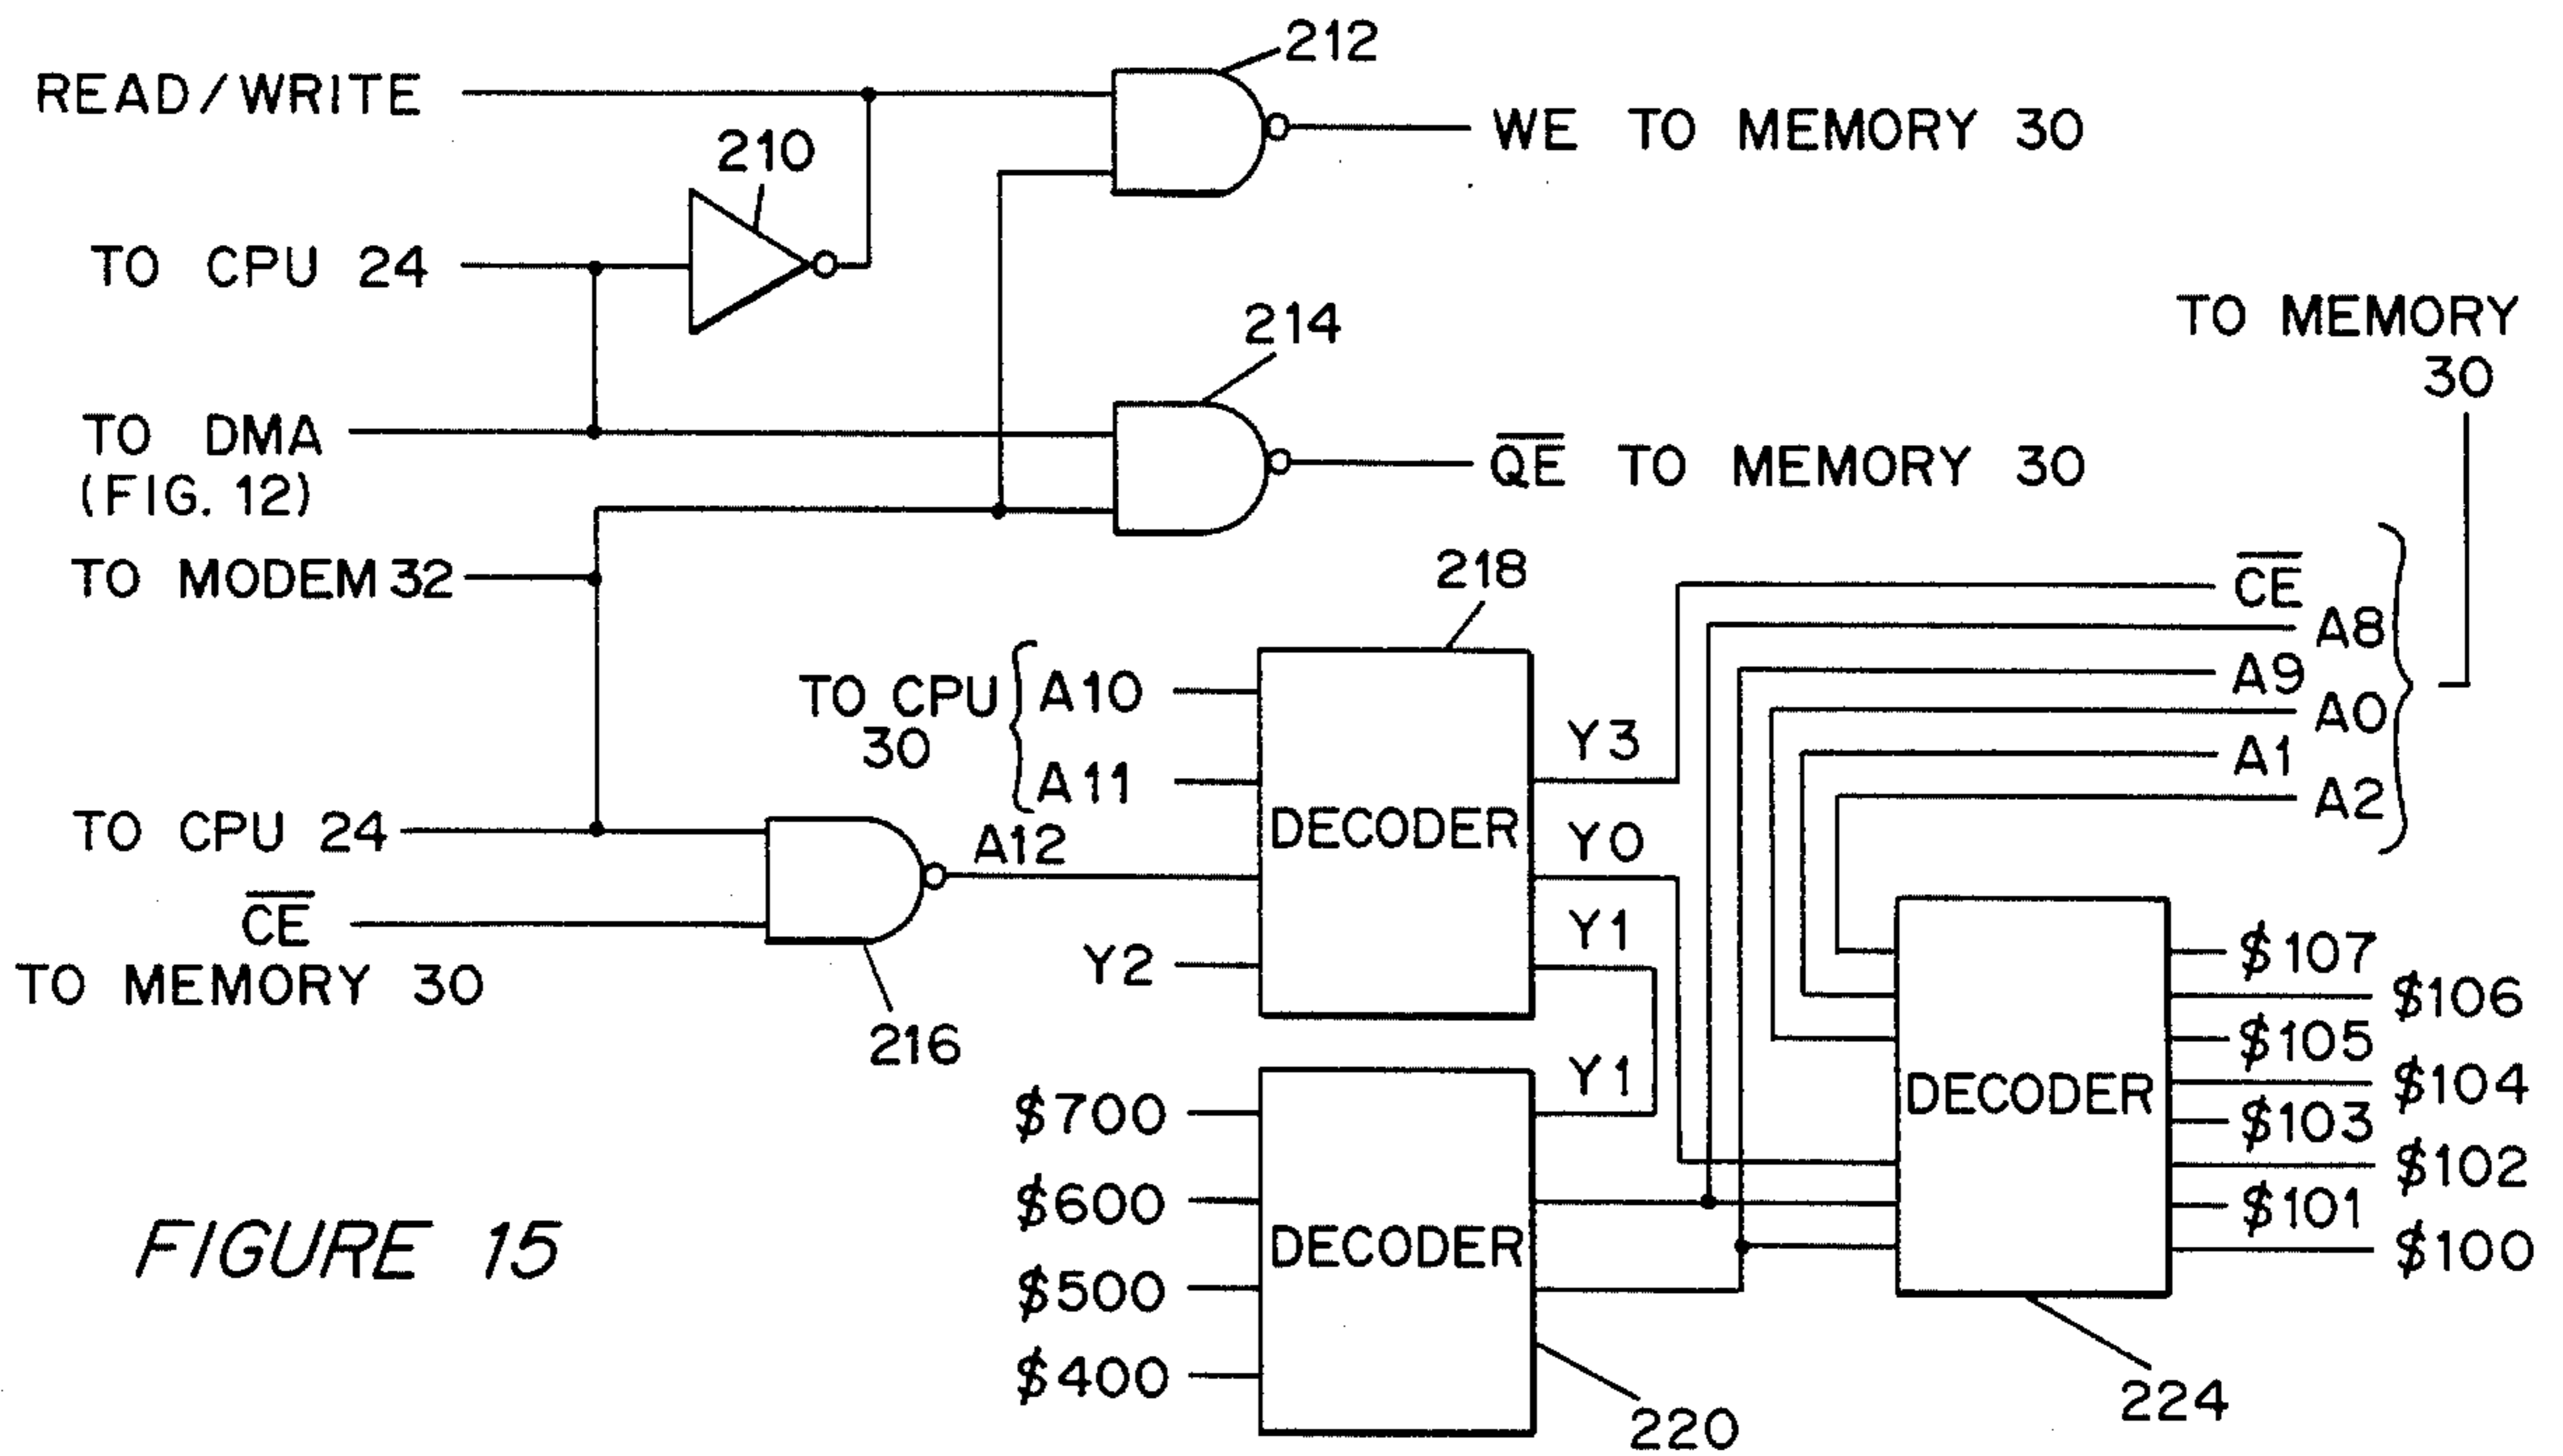 212
READ/WRITE
WE TO MEMORY 30
210
TO CPU 24
TO MEMORY
30
214
TO DMA
(FIG. 12)
Q̅E̅ TO MEMORY 30
TO MODEM 32
218
C̅E̅
A8
A9
A0
A1
A2
TO CPU
30
A10
A11
Y3
DECODER
Y0
TO CPU 24
A12
C̅E̅
TO MEMORY 30
Y2
Y1
216
Y1
$700
$600
$500
$400
DECODER
220
DECODER
$107
$106
$105
$104
$103
$102
$101
$100
224
FIGURE 15